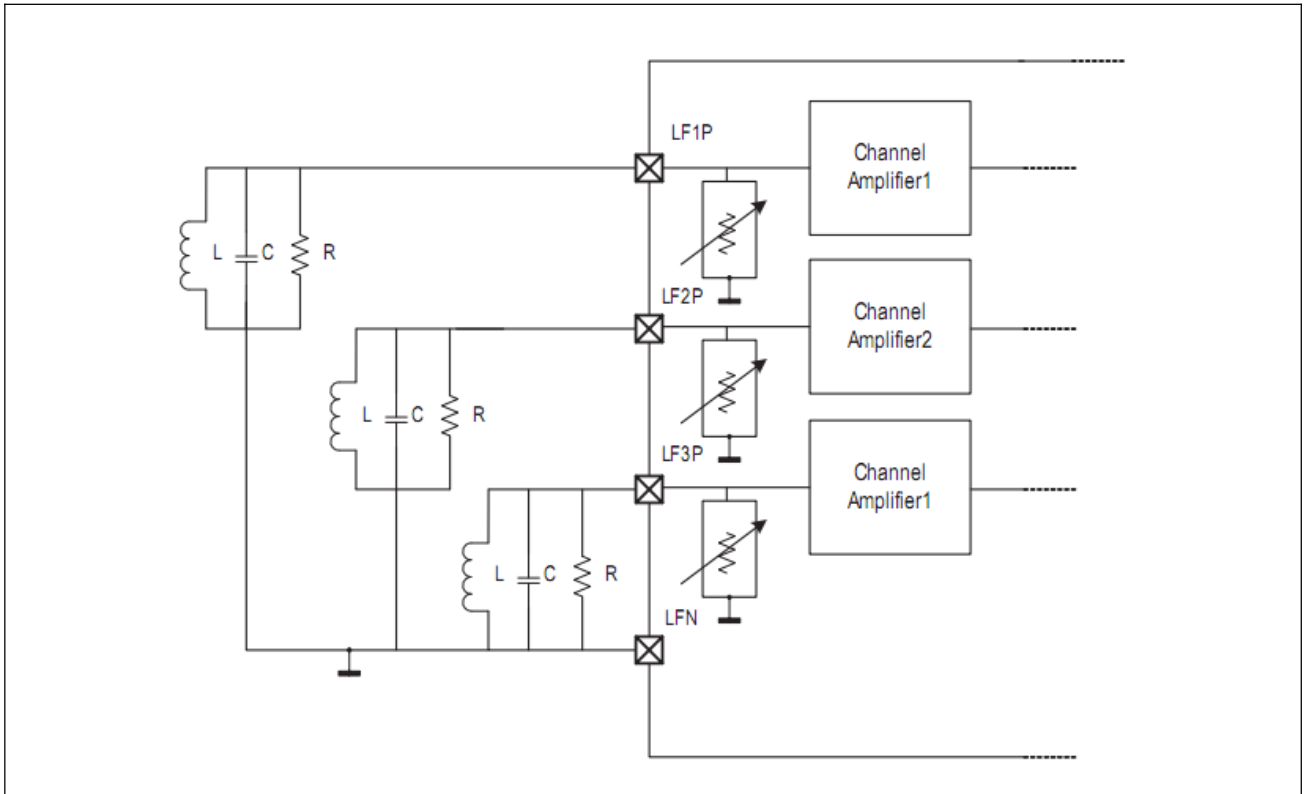 LF1P
Channel
Amplifier1
L
C
R
LF2P
Channel
Amplifier2
L
C
R
LF3P
Channel
Amplifier1
L
C
R
LFN